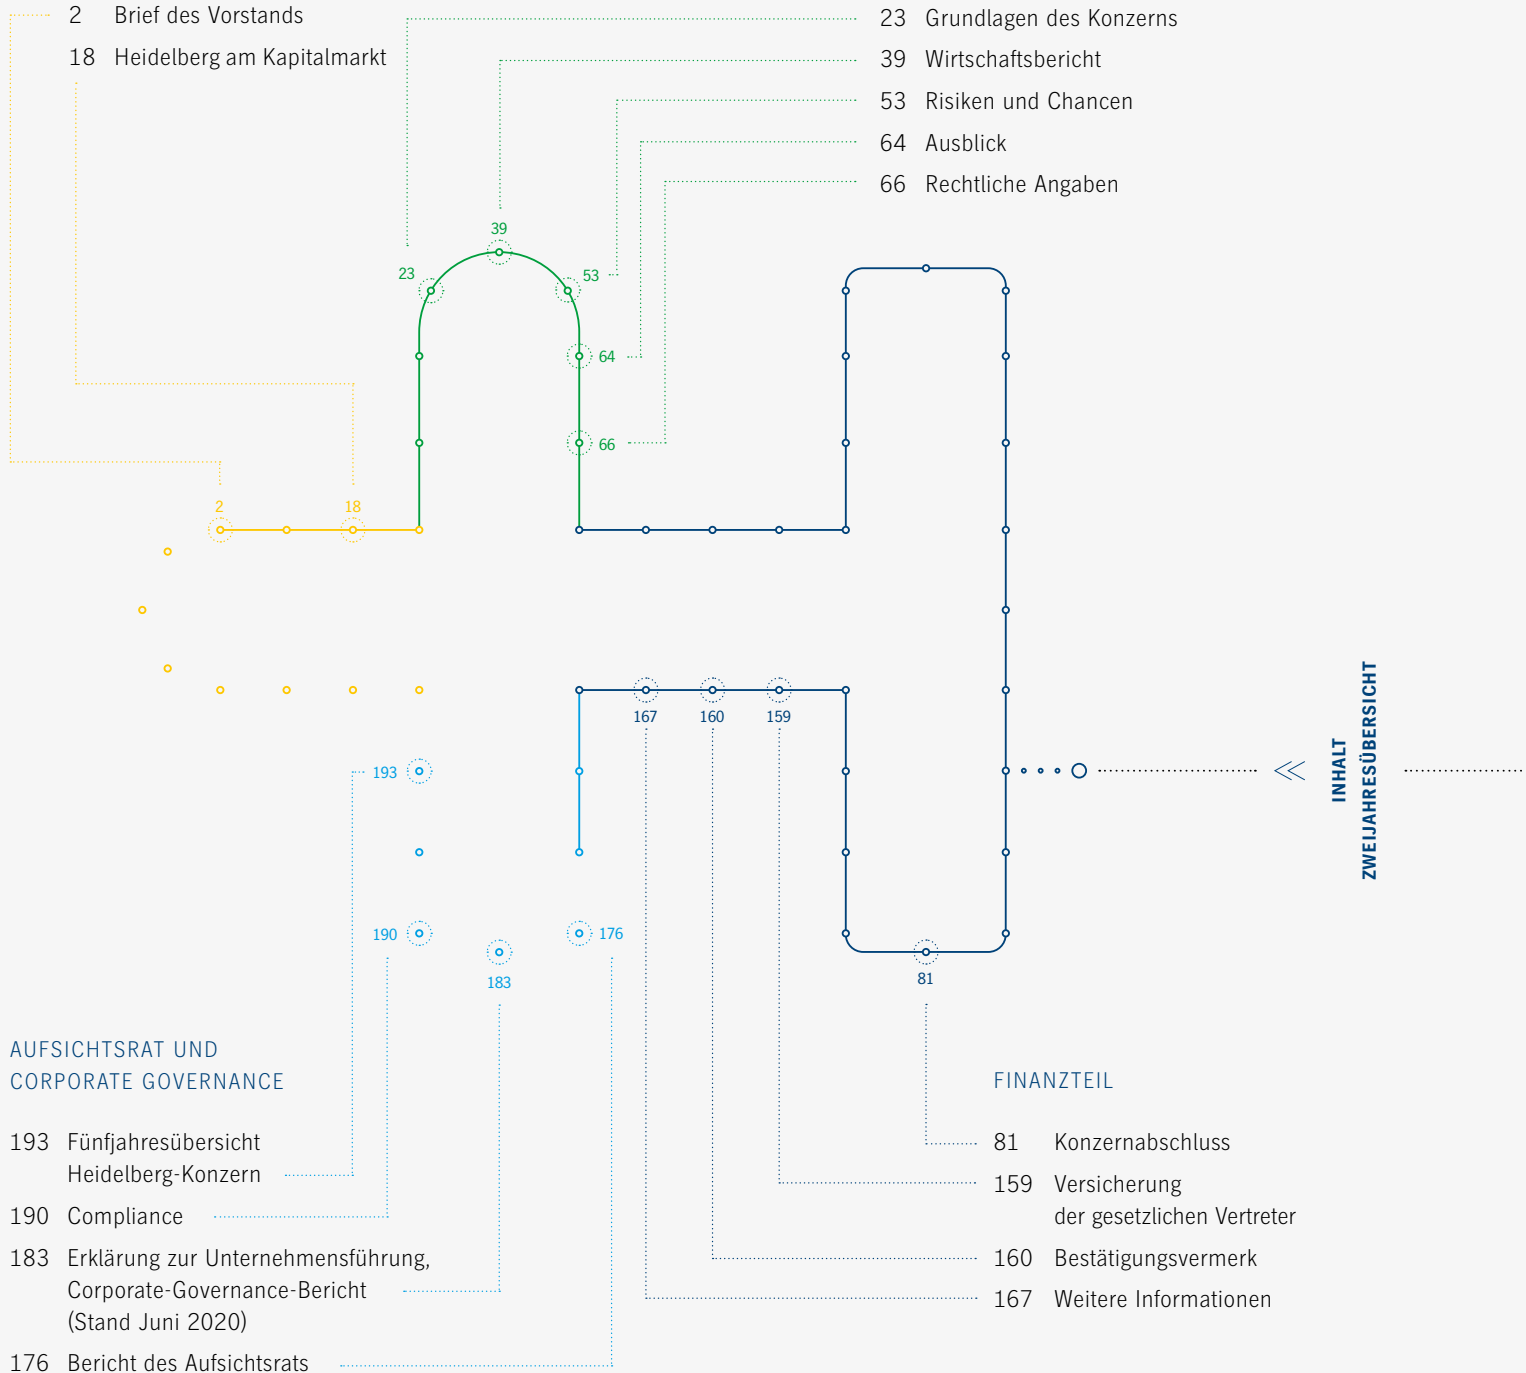 2 Brief des Vorstands
18 Heidelberg am Kapitalmarkt
23 Grundlagen des Konzerns
39 Wirtschaftsbericht
53 Risiken und Chancen
64 Ausblick
66 Rechtliche Angaben
39
23
53
64
66
2
18
167
160
159
193
190
176
183
81
INHALT
ZWEIJAHRESÜBERSICHT
AUFSICHTSRAT UND
CORPORATE GOVERNANCE
193 Fünfjahresübersicht
Heidelberg-Konzern
190 Compliance
183 Erklärung zur Unternehmensführung,
Corporate-Governance-Bericht
(Stand Juni 2020)
176 Bericht des Aufsichtsrats
FINANZTEIL
81 Konzernabschluss
159 Versicherung
der gesetzlichen Vertreter
160 Bestätigungsvermerk
167 Weitere Informationen